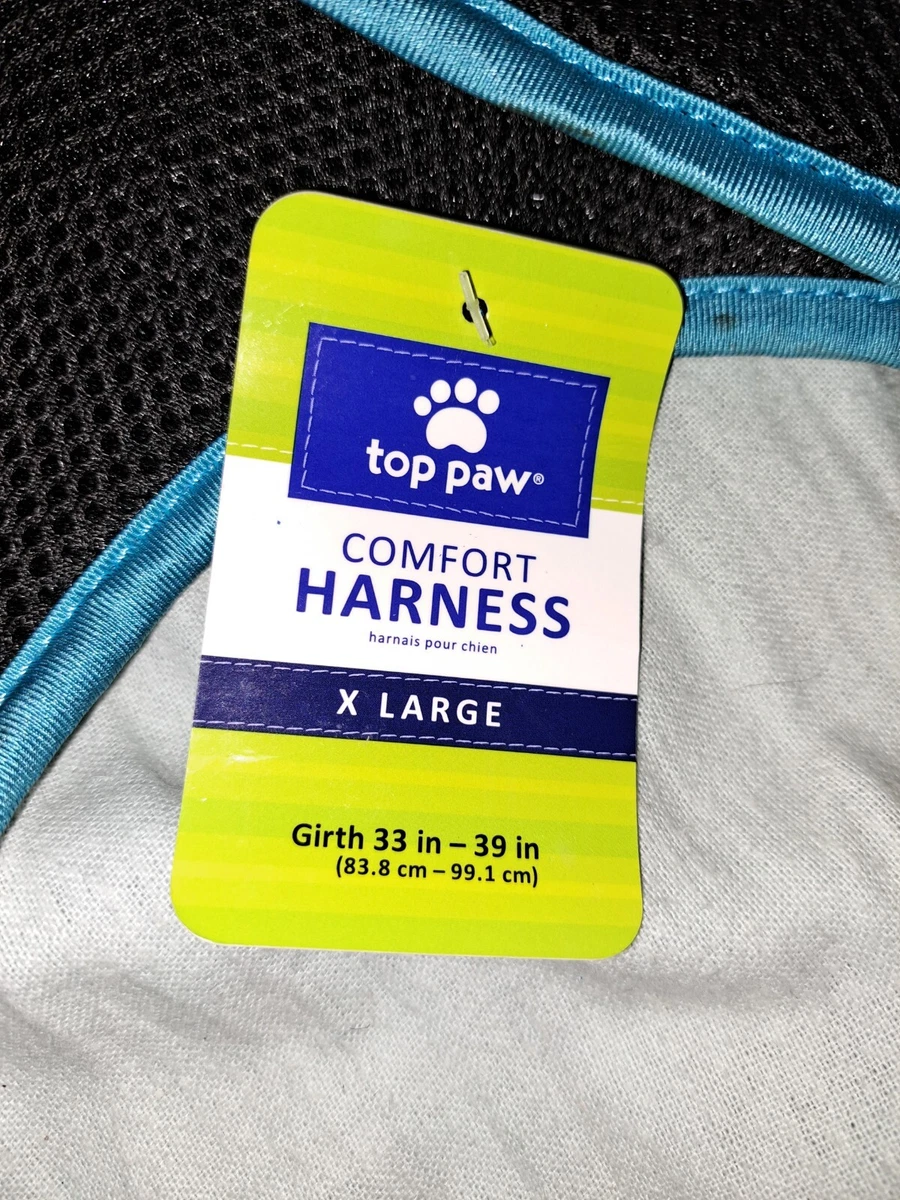 top paw®
COMFORT
HARNESS
harnais pour chien
X LARGE
Girth 33 in – 39 in
(83.8 cm – 99.1 cm)